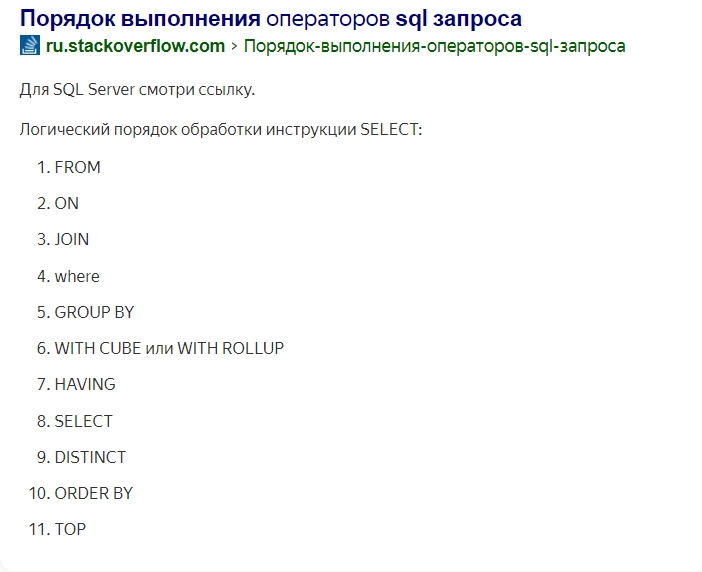 Порядок выполнения операторов sql запроса
ru.stackoverflow.com › Порядок-выполнения-операторов-sql-запроса
Для SQL Server смотри ссылку.
Логический порядок обработки инструкции SELECT:
1. FROM
2. ON
3. JOIN
4. where
5. GROUP BY
6. WITH CUBE или WITH ROLLUP
7. HAVING
8. SELECT
9. DISTINCT
10. ORDER BY
11. TOP